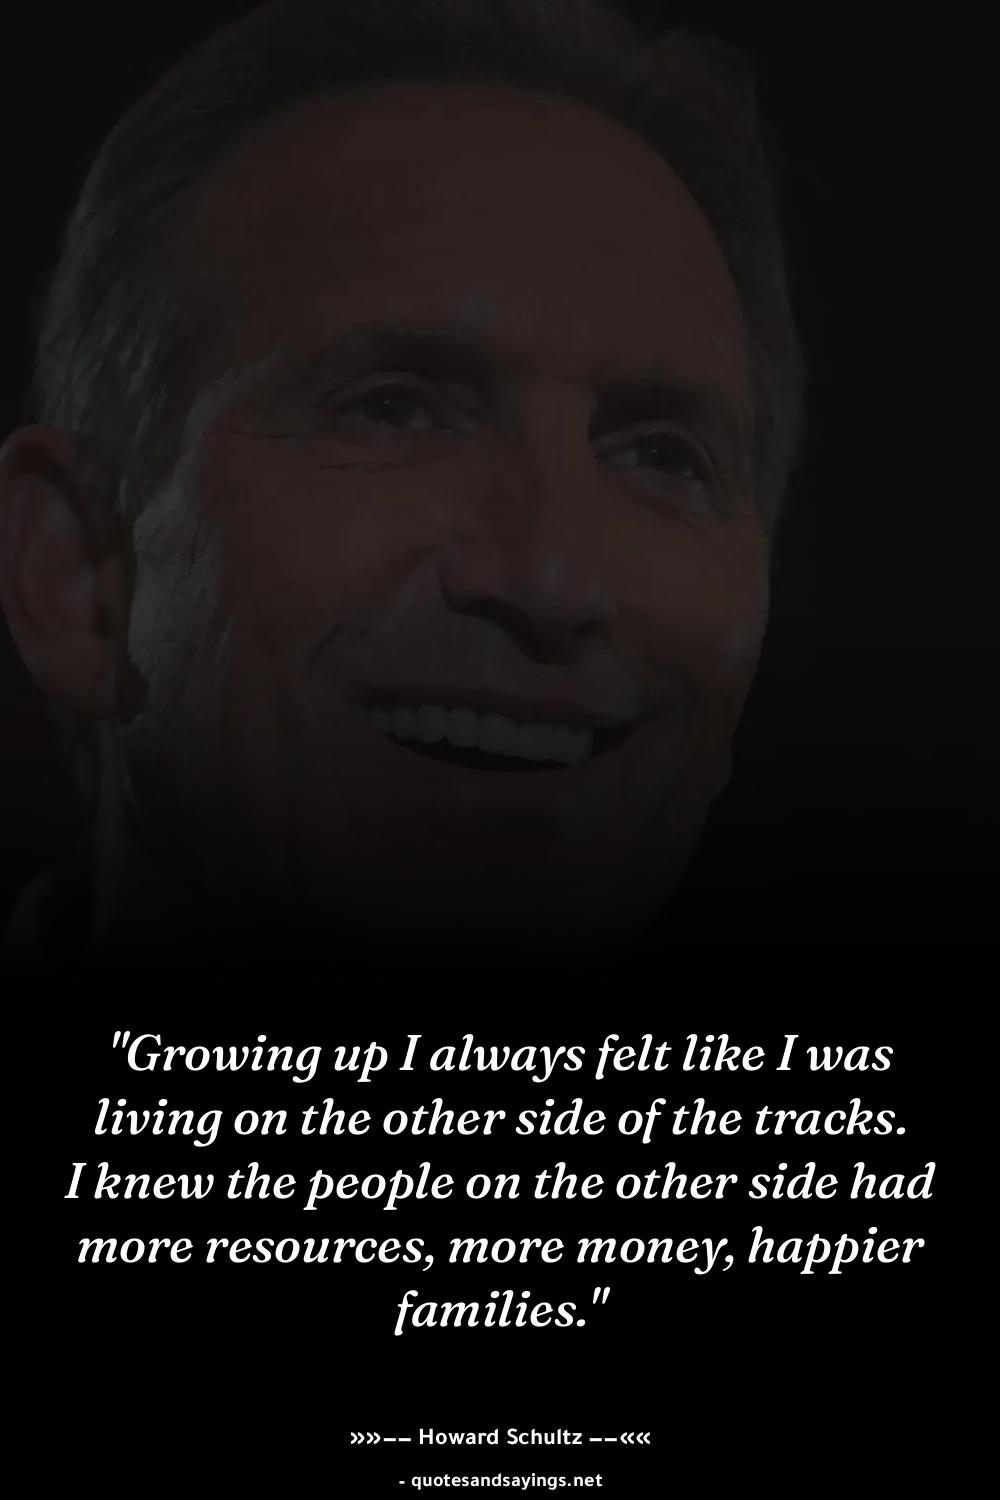 "Growing up I always felt like I was
living on the other side of the tracks.
I knew the people on the other side had
more resources, more money, happier
families."
»»−− Howard Schultz −−««
- quotesandsayings.net